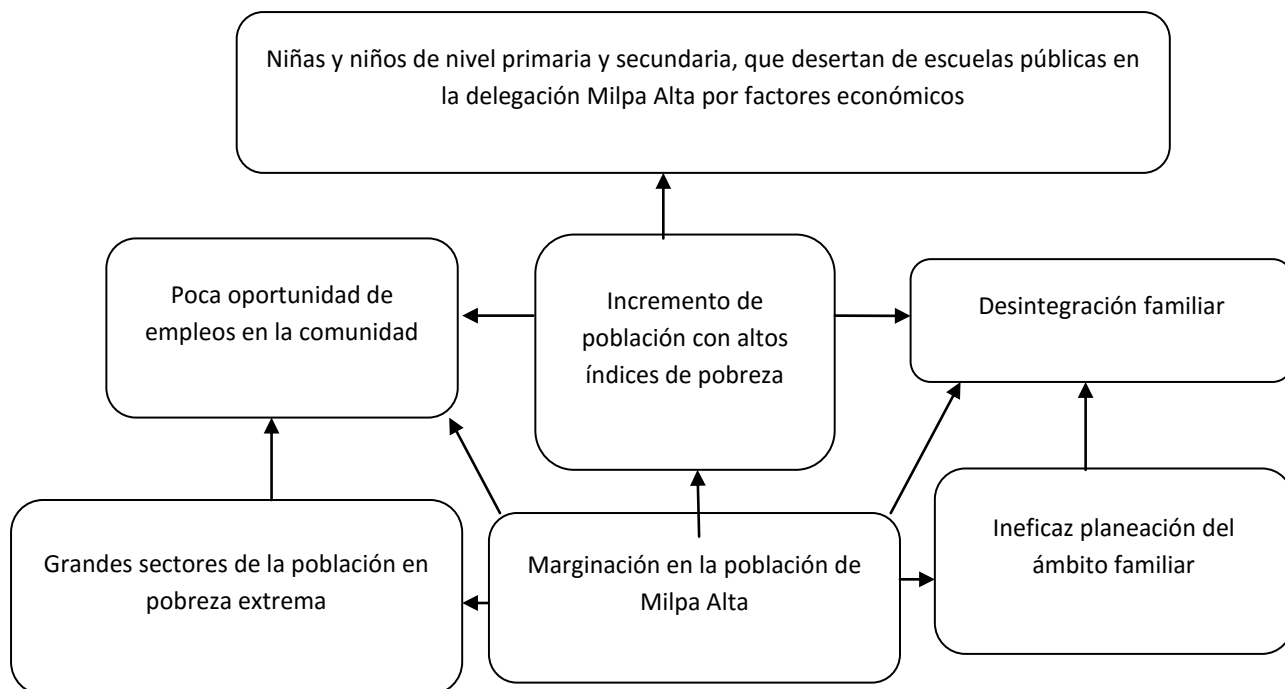 Niñas y niños de nivel primaria y secundaria, que desertan de escuelas públicas en
la delegación Milpa Alta por factores económicos
Poca oportunidad de
empleos en la comunidad
Incremento de
población con altos
índices de pobreza
Desintegración familiar
Grandes sectores de la población en
pobreza extrema
Marginación en la población de
Milpa Alta
Ineficaz planeación del
ámbito familiar